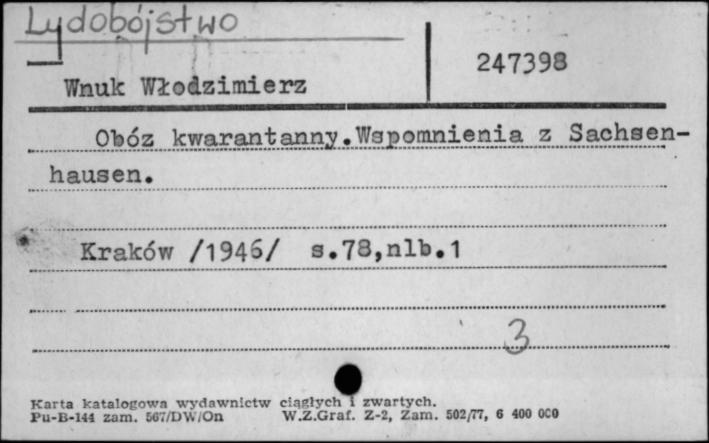 Ludobójstwo
247398
Wnuk Włodzimierz
Obóz kwarantanny.Wspomnienia z Sachsen-
hausen.
Kraków /1946/ s.78,nlb.1
3
Karta katalogowa wydawnictw ciągłych i zwartych.
Pu-B-144 zam. 567/DW/On W.Z.Graf. Z-2, Zam. 502/77, 6 400 000